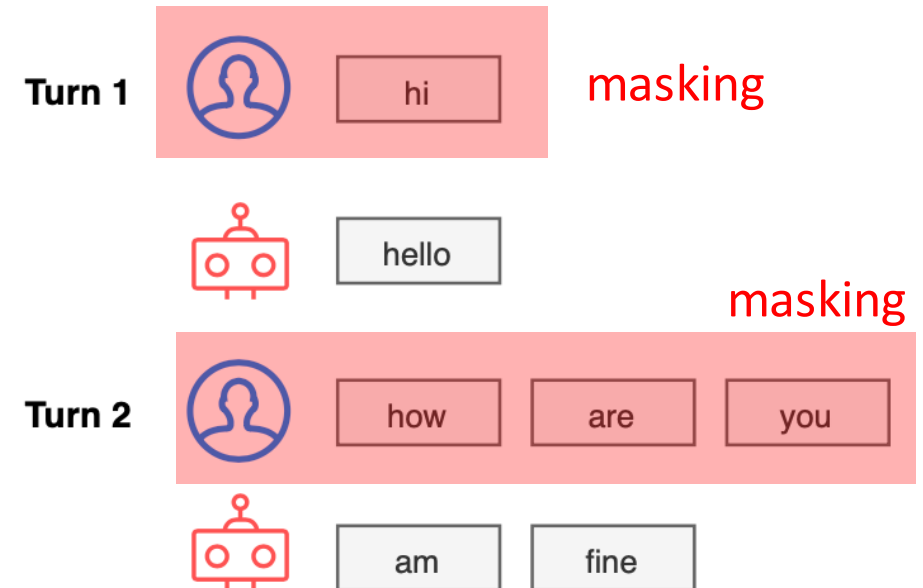 Turn 1 hi masking
hello
masking
Turn 2 how are you
am fine